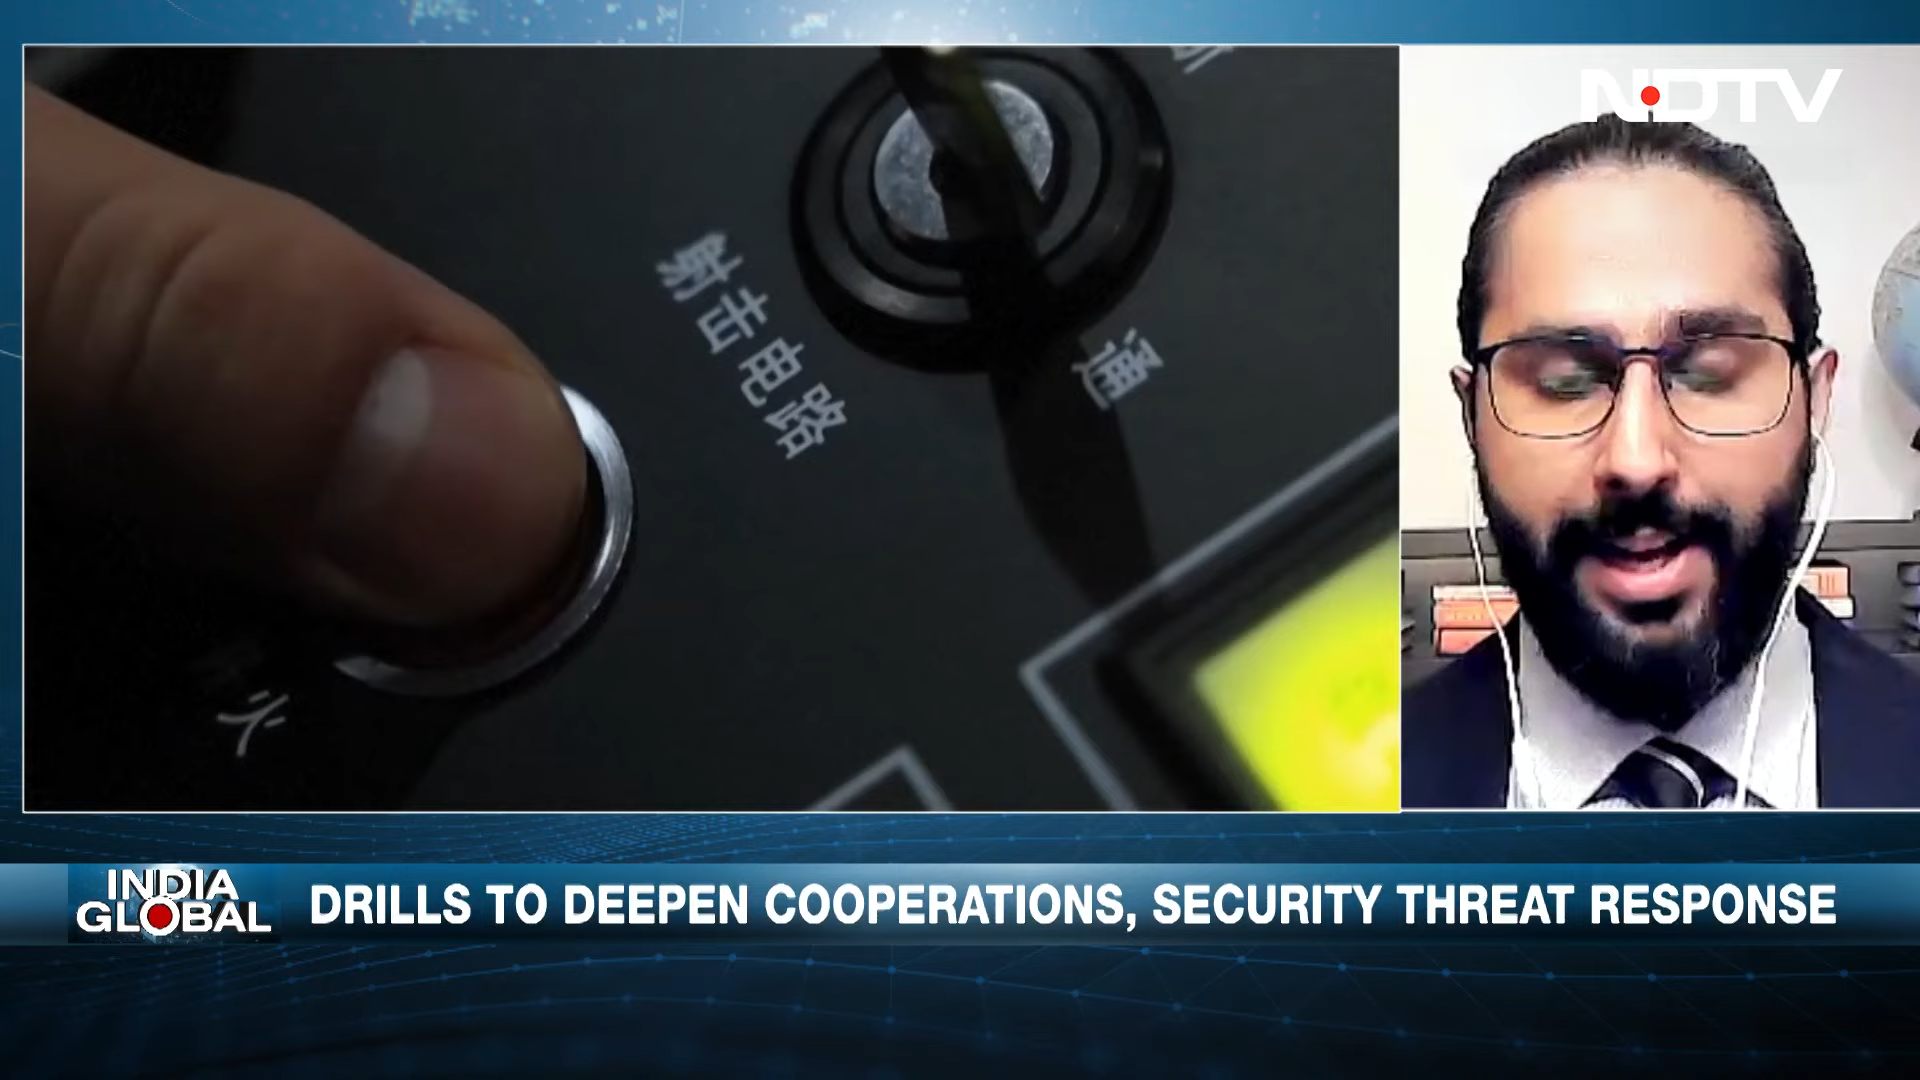 NDTV
射击电路
通
火
INDIA
GLOBAL
DRILLS TO DEEPEN COOPERATIONS, SECURITY THREAT RESPONSE